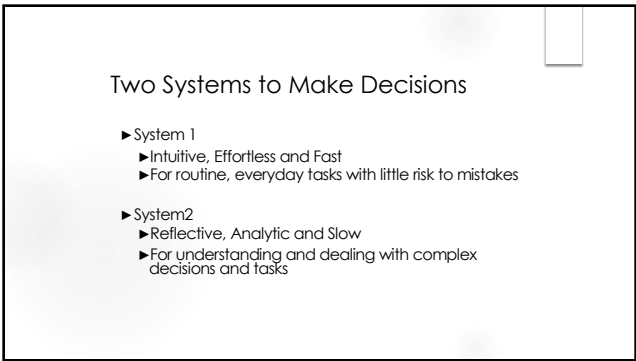 Two Systems to Make Decisions
►System 1
►Intuitive, Effortless and Fast
►For routine, everyday tasks with little risk to mistakes
►System2
►Reflective, Analytic and Slow
►For understanding and dealing with complex
decisions and tasks